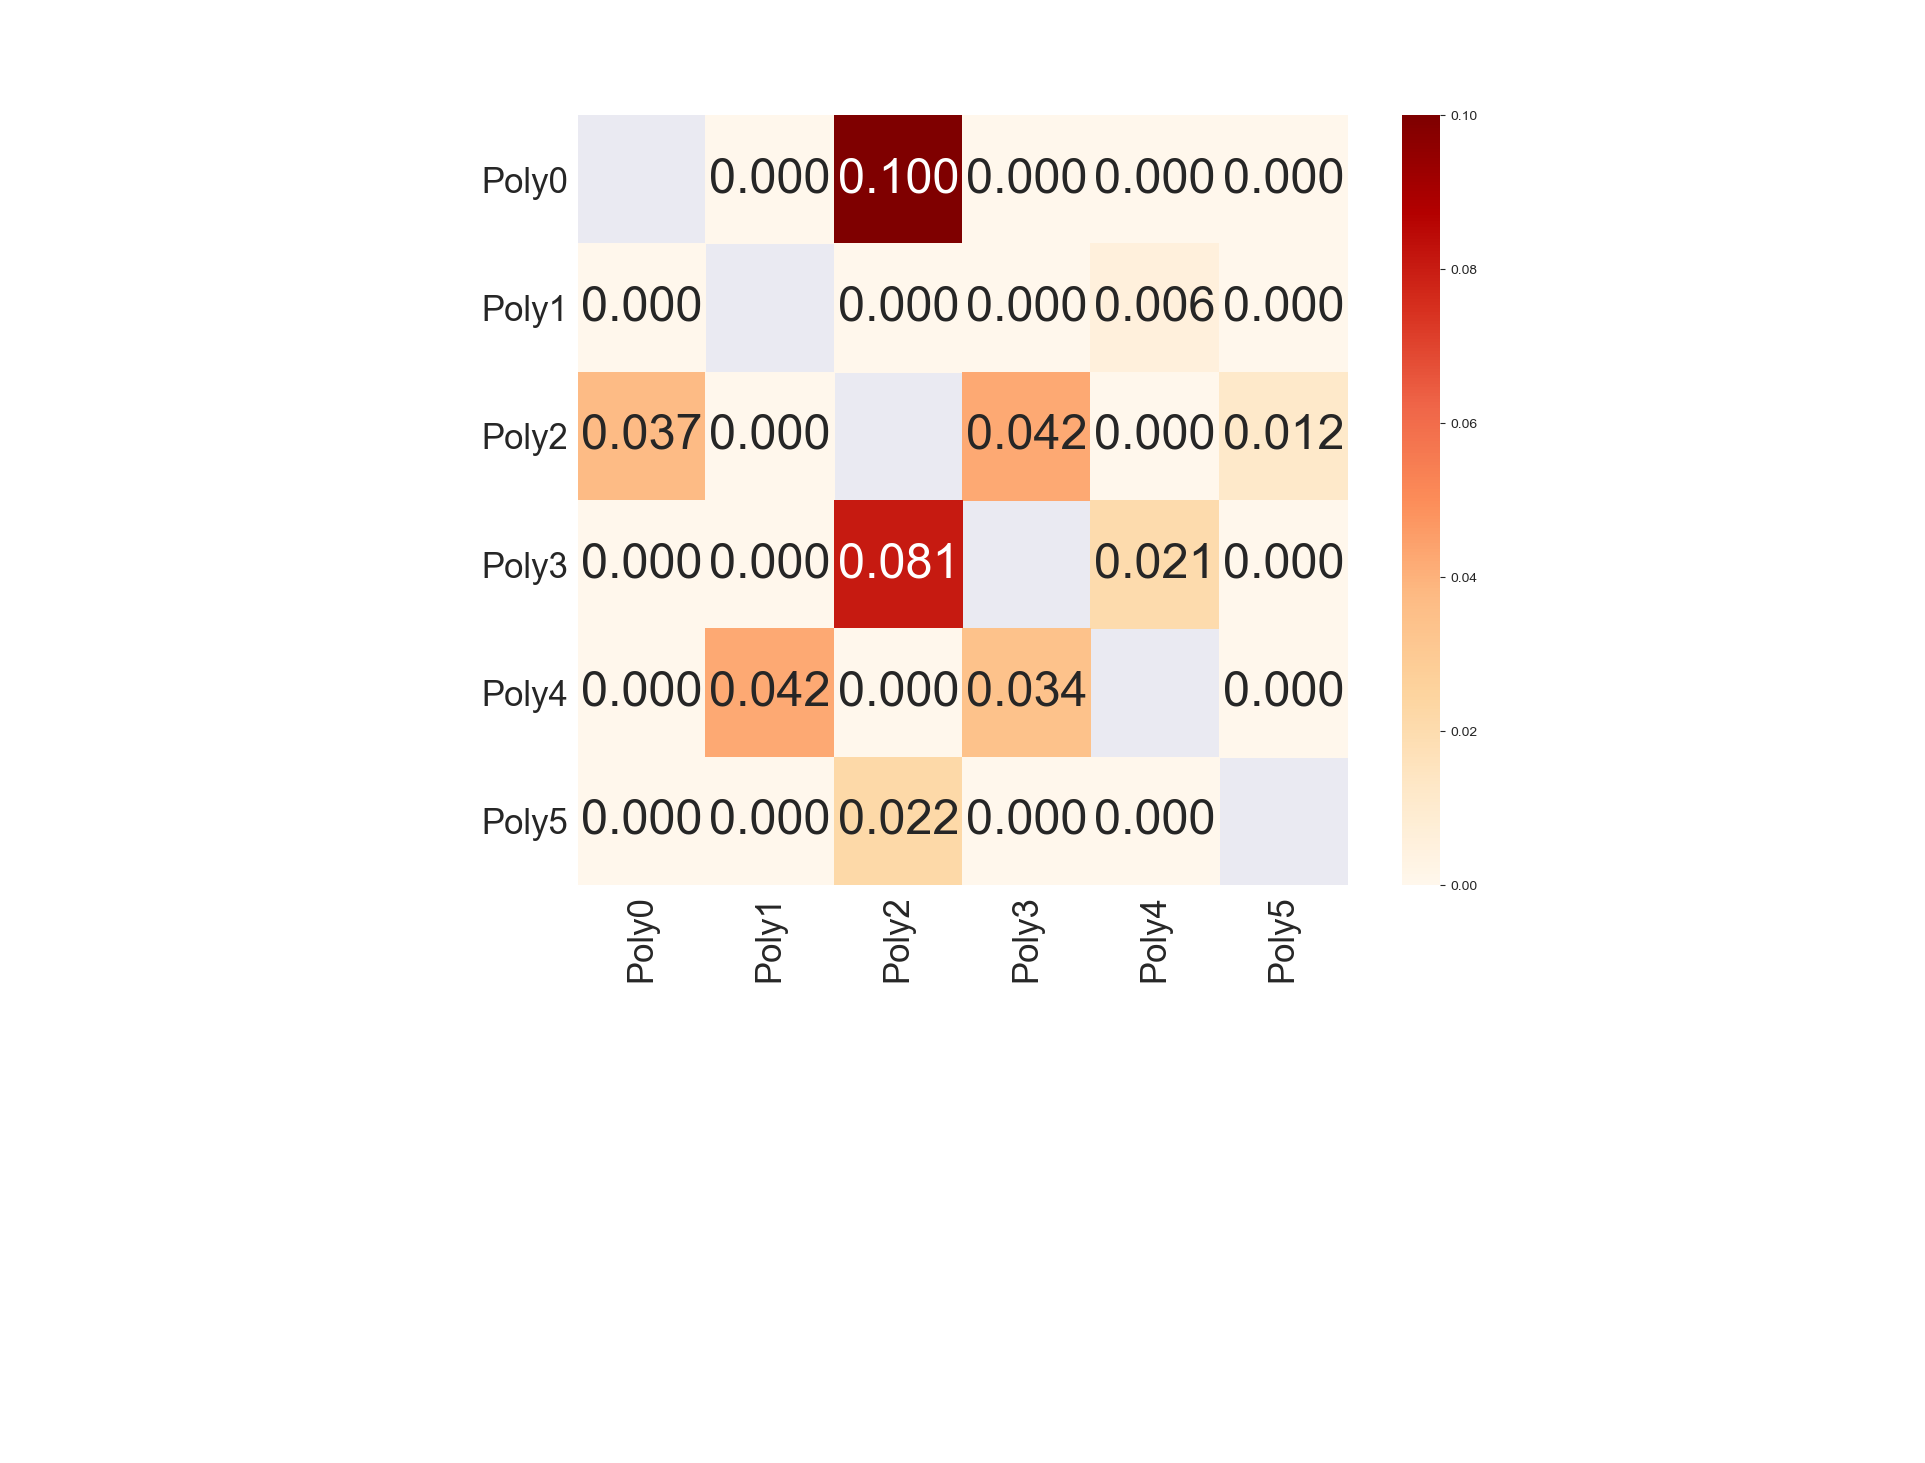 Poly0 0.000 0.100 0.000 0.000 0.000
Poly1 0.000 0.000 0.000 0.006 0.000
Poly2 0.037 0.000 0.042 0.000 0.012
Poly3 0.000 0.000 0.081 0.021 0.000
Poly4 0.000 0.042 0.000 0.034 0.000
Poly5 0.000 0.000 0.022 0.000 0.000
Poly0 Poly1 Poly2 Poly3 Poly4 Poly5
0.10
0.08
0.06
0.04
0.02
0.00